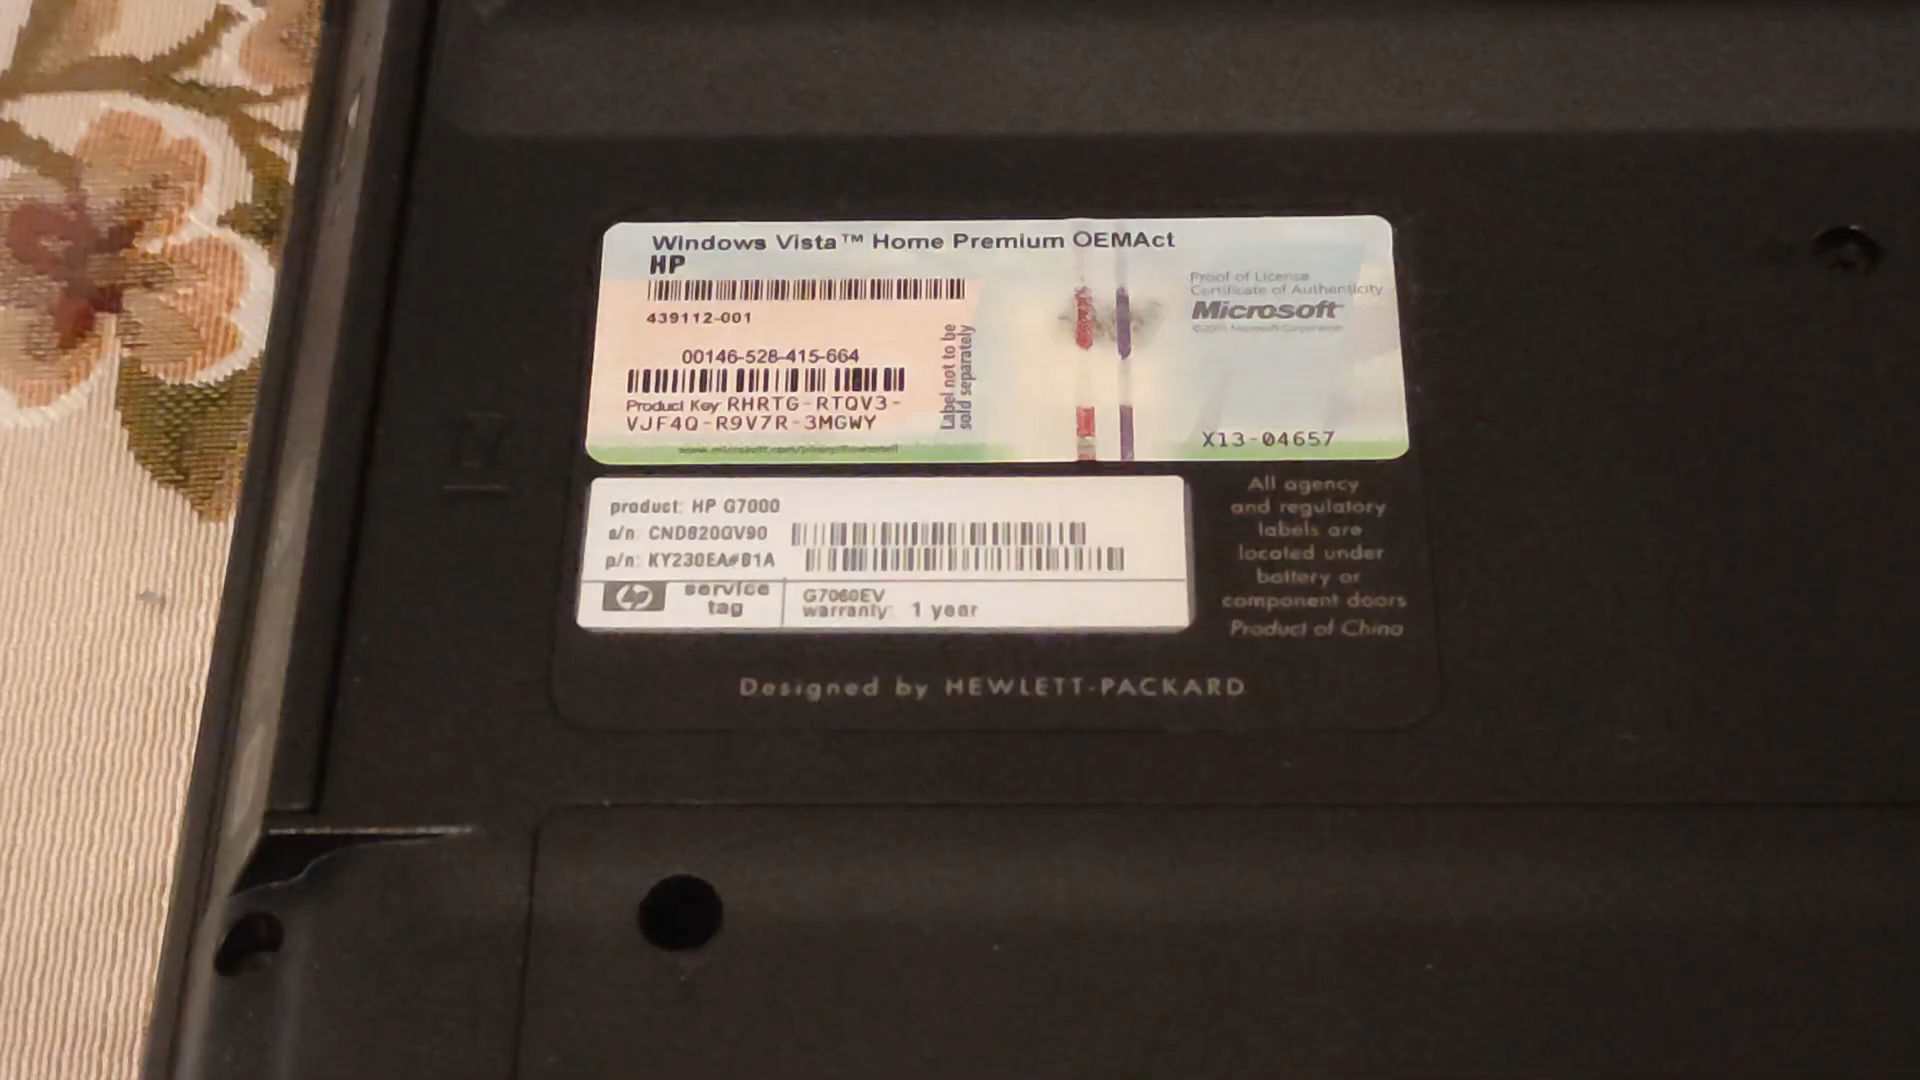 Windows Vista™ Home Premium OEMAct
HP
439112-001
00146-528-415-664
Product Key: RHRTG-RTQV3-
VJF4Q-R9V7R-3MGWY
Label not to be
sold separately
Proof of License
Certificate of Authenticity
Microsoft
X13-04657
product: HP G7000
s/n: CND820GV90
p/n: KY230EA#B1A
hp
service
tag
G7060EV
warranty: 1 year
All agency
and regulatory
labels are
located under
battery or
component doors
Product of China
Designed by HEWLETT-PACKARD